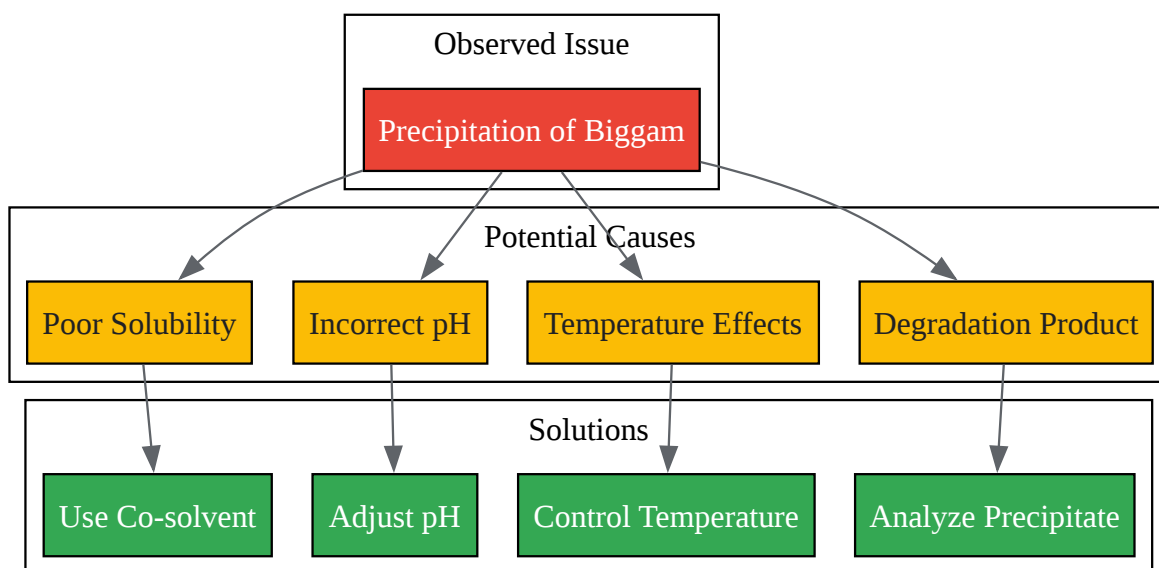 Observed Issue
Precipitation of Biggam
Potential Causes
Poor Solubility
Incorrect pH
Temperature Effects
Degradation Product
Solutions
Use Co-solvent
Adjust pH
Control Temperature
Analyze Precipitate